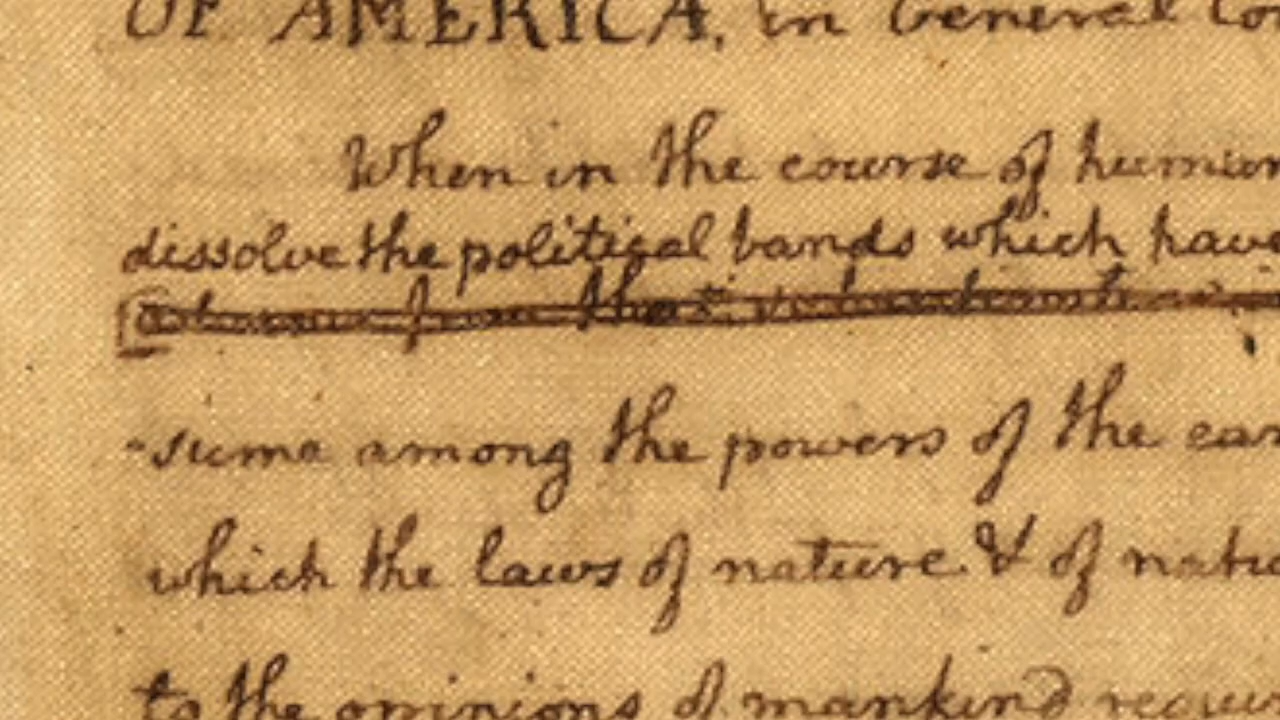 OF AMERICA, in General Co
When in the course of human
dissolve the political bands which have
-sume among the powers of the ear
which the laws of nature & of natu
to the opinions of mankind requi